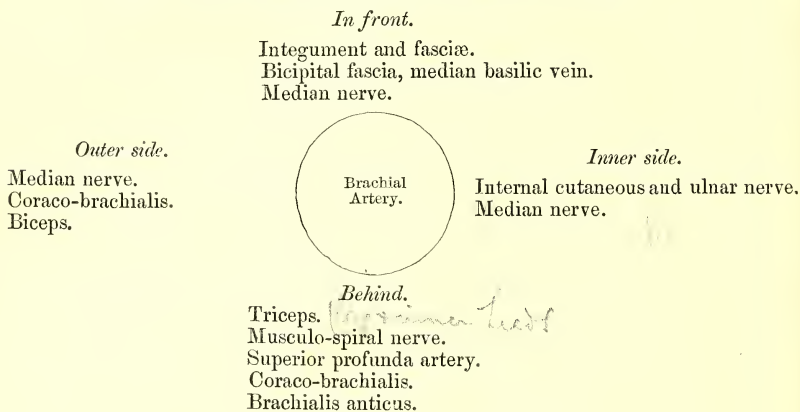 In front.
Integument and fasciæ.
Bicipital fascia, median basilic vein.
Median nerve.
Outer side.
Median nerve.
Coraco-brachialis.
Biceps.
Brachial
Artery.
Inner side.
Internal cutaneous and ulnar nerve.
Median nerve.
Behind.
Triceps. inner heads
Musculo-spiral nerve.
Superior profunda artery.
Coraco-brachialis.
Brachialis anticus.